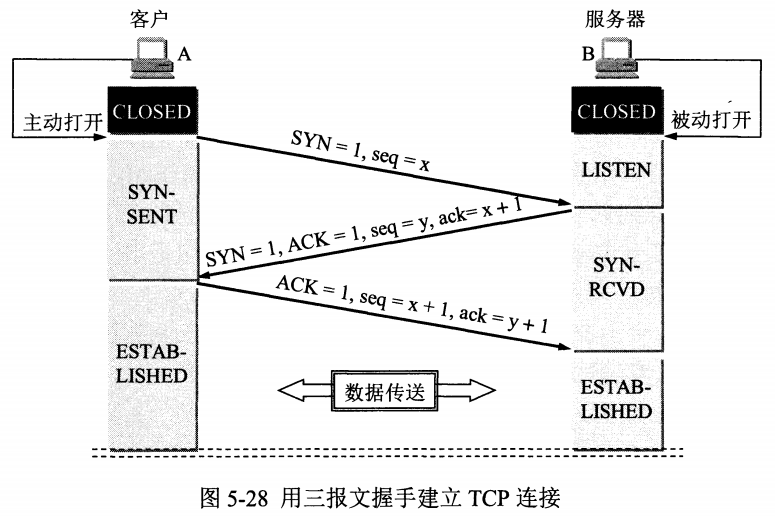 客户
服务器
A
B
CLOSED
CLOSED
主动打开
被动打开
SYN = 1, seq = x
LISTEN
SYN-
SENT
SYN = 1, ACK = 1, seq = y, ack= x + 1
SYN-
RCVD
ACK = 1, seq = x + 1, ack = y + 1
ESTAB-
LISHED
数据传送
ESTAB-
LISHED
图 5-28 用三报文握手建立 TCP 连接